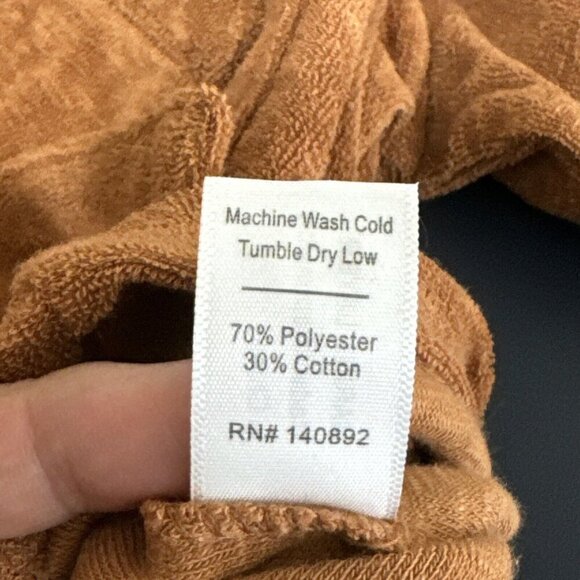 Machine Wash Cold
Tumble Dry Low
70% Polyester
30% Cotton
RN# 140892